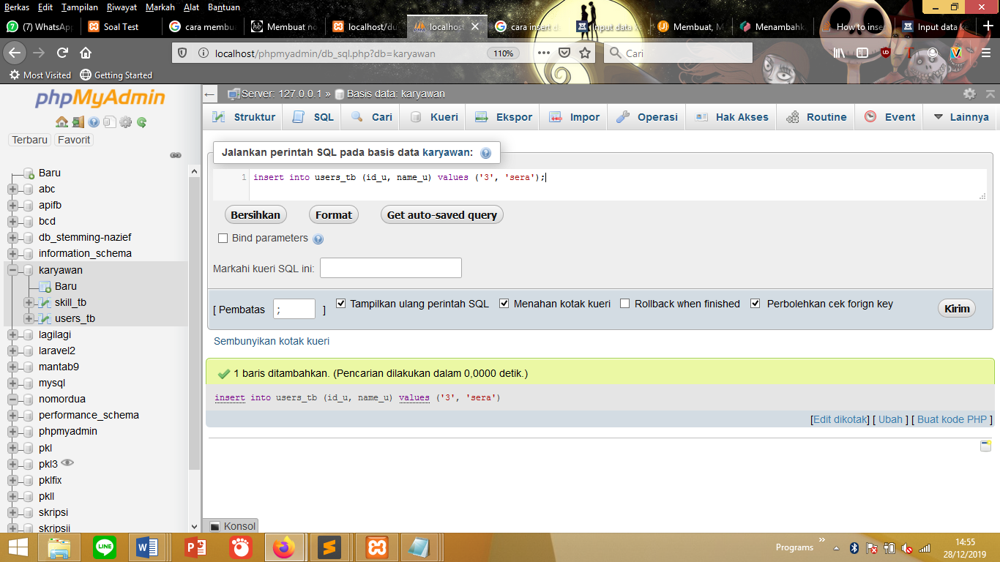 Berkas Edit Tampilan Riwayat Markah Alat Bantuan
(7) WhatsAp Soal Test cara membu Membuat no localhost/du localhost cara insert d Input data Membuat, M Menambahk How to inse Input data ke
localhost/phpmyadmin/db_sql.php?db=karyawan 110% Cari
Most Visited Getting Started
phpMyAdmin
Terbaru Favorit
Baru
abc
apifb
bcd
db_stemming-nazief
information_schema
karyawan
Baru
skill_tb
users_tb
lagilagi
laravel2
mantab9
mysql
nomordua
performance_schema
phpmyadmin
pkl
pkl3
pklfix
pkll
skripsi
skripsii
Server: 127.0.0.1 » Basis data: karyawan
Struktur SQL Cari Kueri Ekspor Impor Operasi Hak Akses Routine Event Lainnya
Jalankan perintah SQL pada basis data karyawan:
1 insert into users_tb (id_u, name_u) values ('3', 'sera');
Bersihkan Format Get auto-saved query
Bind parameters
Markahi kueri SQL ini:
[ Pembatas ; ] Tampilkan ulang perintah SQL Menahan kotak kueri Rollback when finished Perbolehkan cek forign key Kirim
Sembunyikan kotak kueri
1 baris ditambahkan. (Pencarian dilakukan dalam 0,0000 detik.)
insert into users_tb (id_u, name_u) values ('3', 'sera')
[Edit dikotak] [ Ubah ] [ Buat kode PHP ]
Konsol
Programs » 14:55
28/12/2019